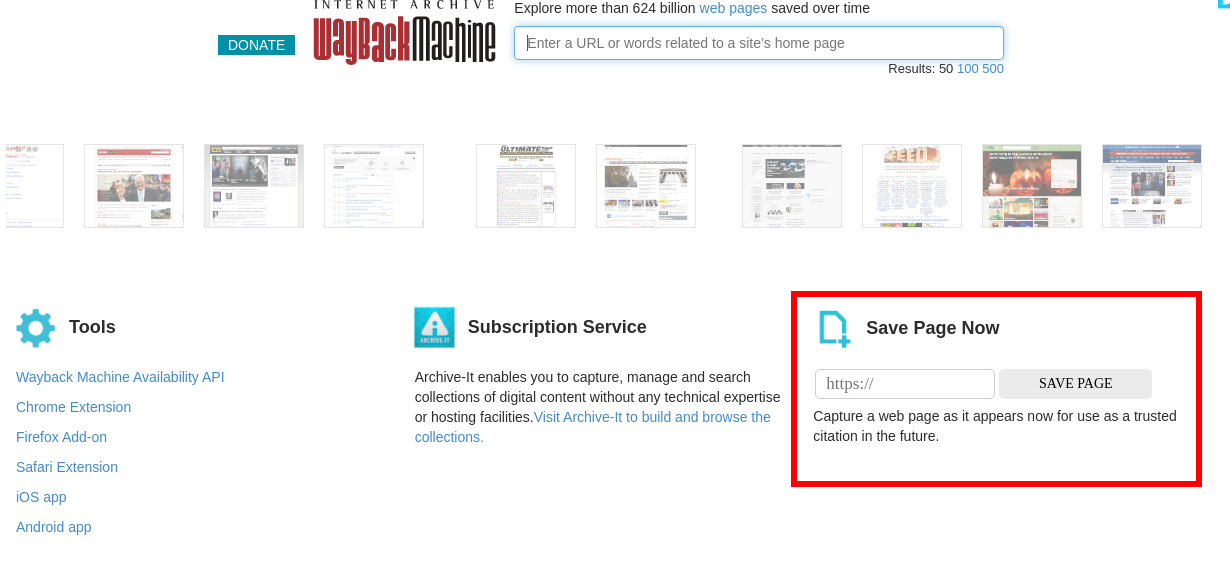 INTERNET ARCHIVE
Explore more than 624 billion web pages saved over time
DONATE
WayBackMachine
Enter a URL or words related to a site's home page
Results: 50 100 500
ULTIMATE
Tools
Wayback Machine Availability API
Chrome Extension
Firefox Add-on
Safari Extension
iOS app
Android app
Subscription Service
ARCHIVE-IT
Archive-It enables you to capture, manage and search
collections of digital content without any technical expertise
or hosting facilities.Visit Archive-It to build and browse the
collections.
Save Page Now
https://
SAVE PAGE
Capture a web page as it appears now for use as a trusted
citation in the future.